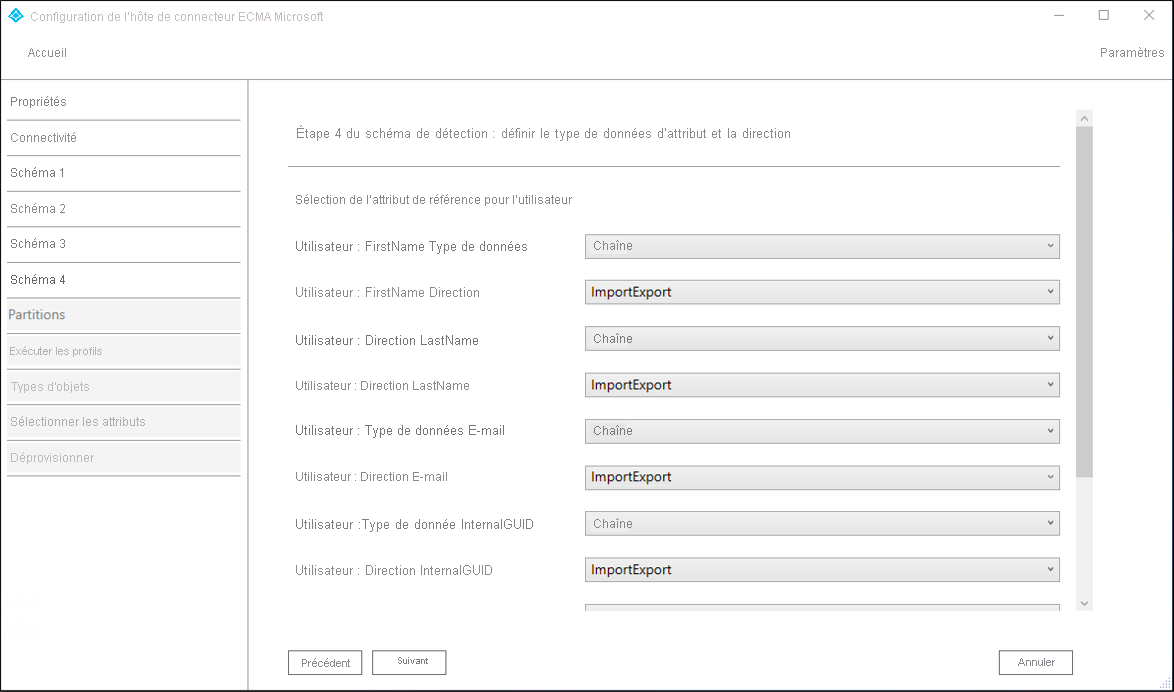 Configuration de l'hôte de connecteur ECMA Microsoft
Accueil
Paramètres
Propriétés
Connectivité
Schéma 1
Schéma 2
Schéma 3
Schéma 4
Partitions
Exécuter les profils
Types d'objets
Sélectionner les attributs
Déprovisionner
Étape 4 du schéma de détection : définir le type de données d'attribut et la direction
Sélection de l'attribut de référence pour l'utilisateur
Utilisateur : FirstName Type de données
Chaîne
Utilisateur : FirstName Direction
ImportExport
Utilisateur : Direction LastName
Chaîne
Utilisateur : Direction LastName
ImportExport
Utilisateur : Type de données E-mail
Chaîne
Utilisateur : Direction E-mail
ImportExport
Utilisateur :Type de donnée InternalGUID
Chaîne
Utilisateur : Direction InternalGUID
ImportExport
Précédent
Suivant
Annuler